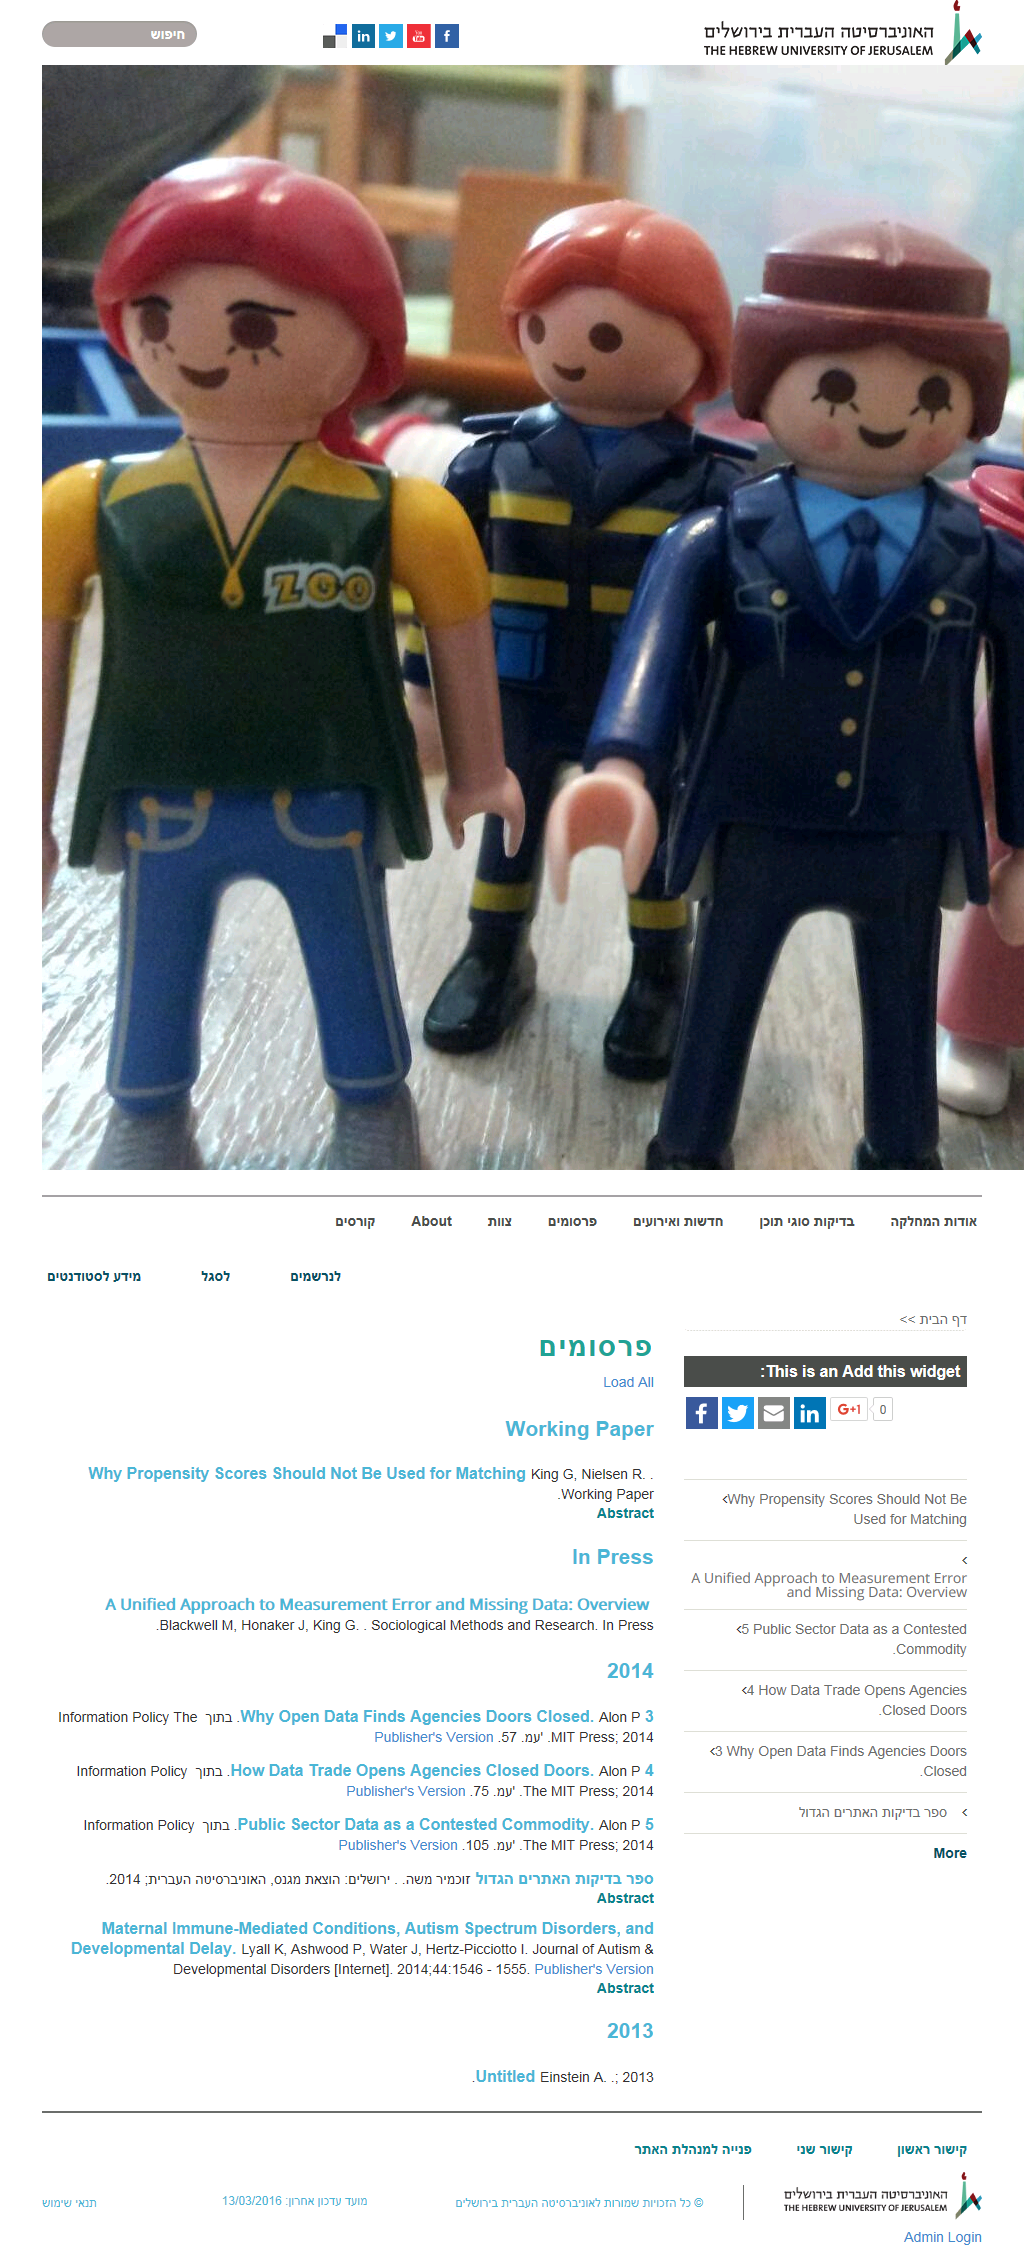 האוניברסיטה העברית בירושלים
THE HEBREW UNIVERSITY OF JERUSALEM
חיפוש
ZOO
אודות המחלקה
בדיקות סוגי תוכן
חדשות ואירועים
פרסומים
צוות
About
קורסים
לנרשמים
לסגל
מידע לסטודנטים
דף הבית >>
This is an Add this widget:
G+1 0
Why Propensity Scores Should Not Be
Used for Matching
A Unified Approach to Measurement Error
and Missing Data: Overview
5 Public Sector Data as a Contested
Commodity.
4 How Data Trade Opens Agencies
Closed Doors.
3 Why Open Data Finds Agencies Doors
Closed.
ספר בדיקות האתרים הגדול
More
פרסומים
Load All
Working Paper
Why Propensity Scores Should Not Be Used for Matching King G, Nielsen R. .
Working Paper.
Abstract
In Press
A Unified Approach to Measurement Error and Missing Data: Overview
Blackwell M, Honaker J, King G. . Sociological Methods and Research. In Press.
2014
Why Open Data Finds Agencies Doors Closed. Alon P 3. בתוך Information Policy The
MIT Press; 2014. עמ'. 57. Publisher's Version
How Data Trade Opens Agencies Closed Doors. Alon P 4. בתוך Information Policy
The MIT Press; 2014. עמ'. 75. Publisher's Version
Public Sector Data as a Contested Commodity. Alon P 5. בתוך Information Policy
The MIT Press; 2014. עמ'. 105. Publisher's Version
ספר בדיקות האתרים הגדול זוכמיר משה. . ירושלים: הוצאת מגנס, האוניברסיטה העברית; 2014.
Abstract
Maternal Immune-Mediated Conditions, Autism Spectrum Disorders, and
Developmental Delay. Lyall K, Ashwood P, Water J, Hertz-Picciotto I. Journal of Autism &
Developmental Disorders [Internet]. 2014;44:1546 - 1555. Publisher's Version
Abstract
2013
Untitled Einstein A. .; 2013.
קישור ראשון
קישור שני
פנייה למנהלת האתר
האוניברסיטה העברית בירושלים
THE HEBREW UNIVERSITY OF JERUSALEM
© כל הזכויות שמורות לאוניברסיטה העברית בירושלים
מועד עדכון אחרון: 13/03/2016
תנאי שימוש
Admin Login